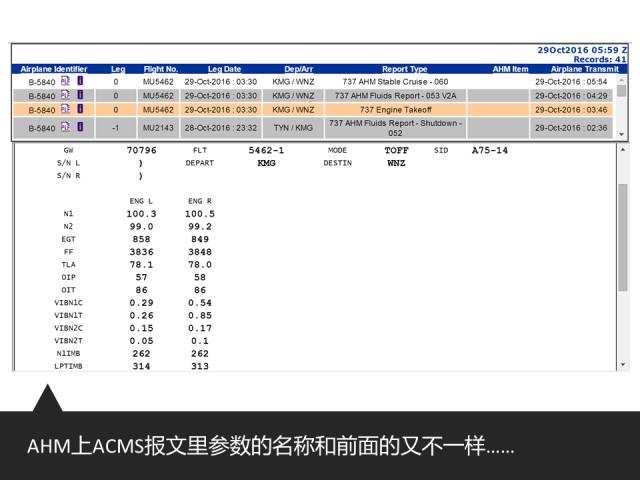 29Oct2016 05:59 Z
Records: 41
Airplane Identifier Leg Flight No. Leg Date Dep/Arr Report Type AHM Item Airplane Transmit
B-5840 0 MU5462 29-Oct-2016 : 03:30 KMG / WNZ 737 AHM Stable Cruise - 060 29-Oct-2016 : 05:54
B-5840 0 MU5462 29-Oct-2016 : 03:30 KMG / WNZ 737 AHM Fluids Report - 053 V2A 29-Oct-2016 : 04:29
B-5840 0 MU5462 29-Oct-2016 : 03:30 KMG / WNZ 737 Engine Takeoff 29-Oct-2016 : 03:46
B-5840 -1 MU2143 28-Oct-2016 : 23:32 TYN / KMG 737 AHM Fluids Report - Shutdown - 052 29-Oct-2016 : 02:36
GW 70796 FLT 5462-1 MODE TOFF SID A75-14
S/N L ) DEPART KMG DESTIN WNZ
S/N R )
ENG L ENG R
N1 100.3 100.5
N2 99.0 99.2
EGT 858 849
FF 3836 3848
TLA 78.1 78.0
OIP 57 58
OIT 86 86
VIBN1C 0.29 0.54
VIBN1T 0.26 0.85
VIBN2C 0.15 0.17
VIBN2T 0.05 0.1
N1IMB 262 262
LPTIMB 314 313
AHM上ACMS报文里参数的名称和前面的又不一样……